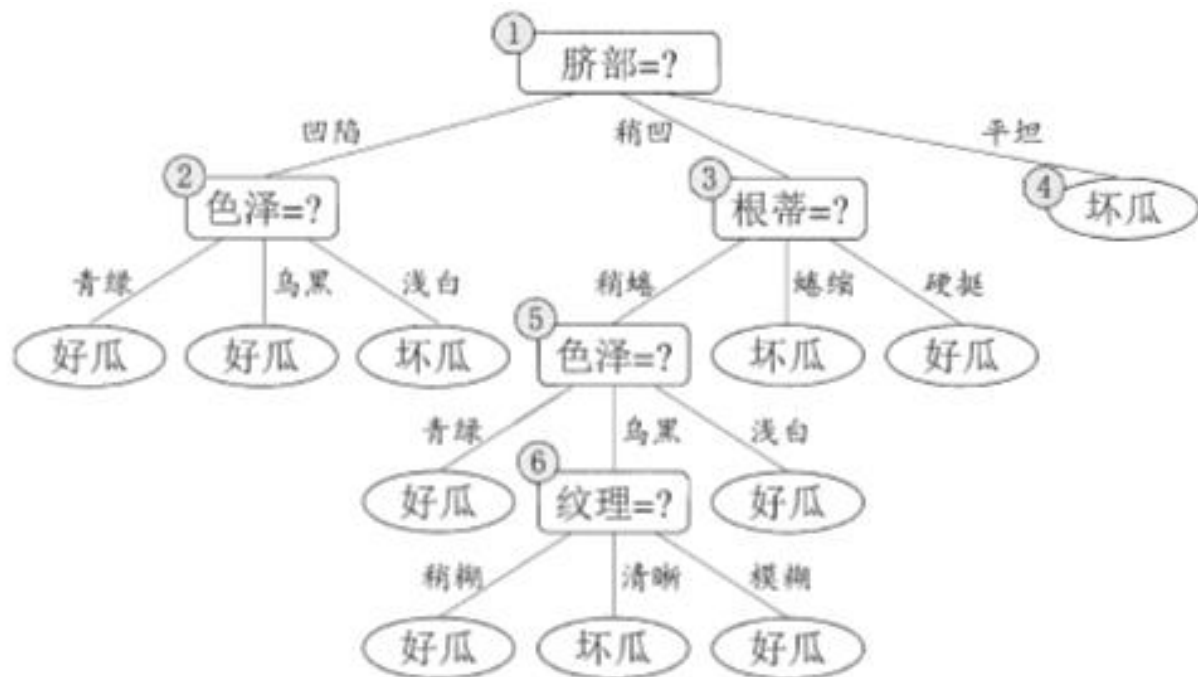 ① 脐部=?
凹陷 稍凹 平坦
② 色泽=? ③ 根蒂=? ④ 坏瓜
青绿 乌黑 浅白 稍蜷 蜷缩 硬挺
好瓜 好瓜 坏瓜 ⑤ 色泽=? 坏瓜 好瓜
青绿 乌黑 浅白
好瓜 ⑥ 纹理=? 好瓜
稍糊 清晰 模糊
好瓜 坏瓜 好瓜